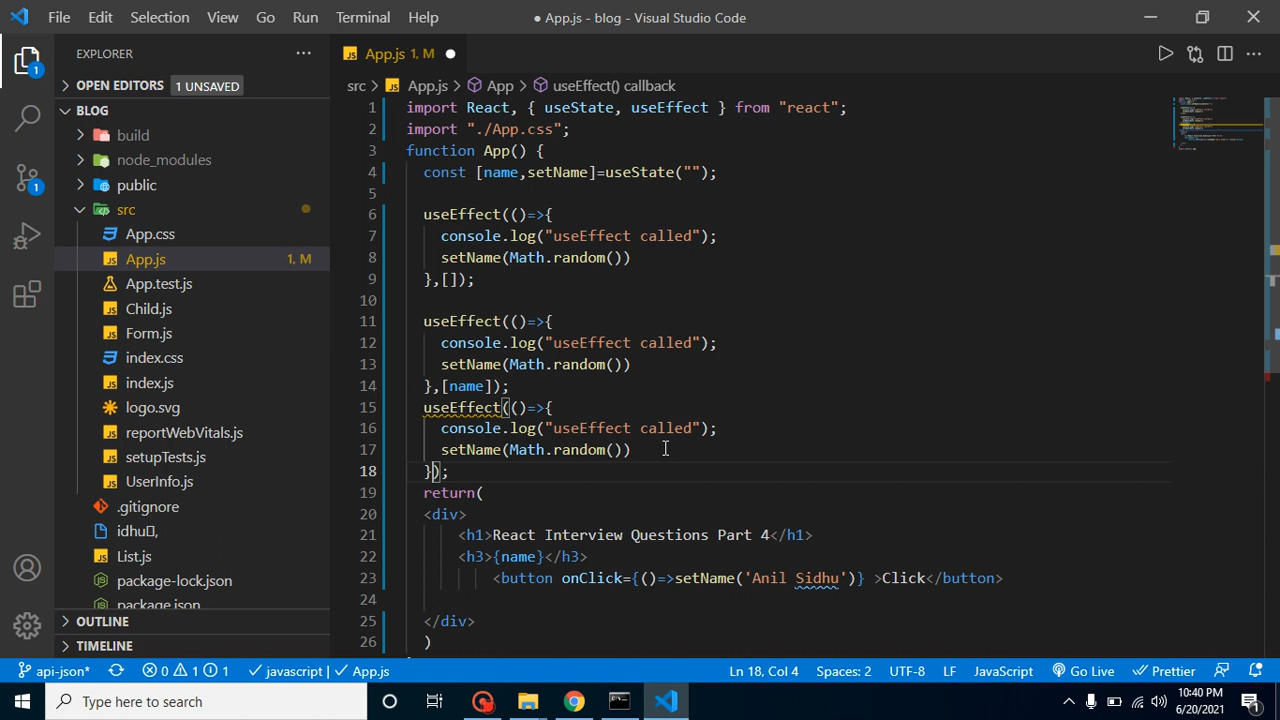 File Edit Selection View Go Run Terminal Help
● App.js - blog - Visual Studio Code
EXPLORER
App.js 1, M
OPEN EDITORS 1 UNSAVED
src > App.js > App > useEffect() callback
BLOG
build
node_modules
public
src
App.css
App.js 1, M
App.test.js
Child.js
Form.js
index.css
index.js
logo.svg
reportWebVitals.js
setupTests.js
UserInfo.js
.gitignore
List.js
package-lock.json
package.json
OUTLINE
TIMELINE
1 import React, { useState, useEffect } from "react";
2 import "./App.css";
3 function App() {
4 const [name,setName]=useState("");
5
6 useEffect(()=>{
7 console.log("useEffect called");
8 setName(Math.random())
9 },[]);
10
11 useEffect(()=>{
12 console.log("useEffect called");
13 setName(Math.random())
14 },[name]);
15 useEffect(()=>{
16 console.log("useEffect called");
17 setName(Math.random())
18 });
19 return(
20 <div>
21 <h1>React Interview Questions Part 4</h1>
22 <h3>{name}</h3>
23 <button onClick={()=>setName('Anil Sidhu')} >Click</button>
24
25 </div>
26 )
api-json* 0 1 1 javascript | App.js
Ln 18, Col 4 Spaces: 2 UTF-8 LF JavaScript Go Live Prettier
Type here to search
10:40 PM
6/20/2021